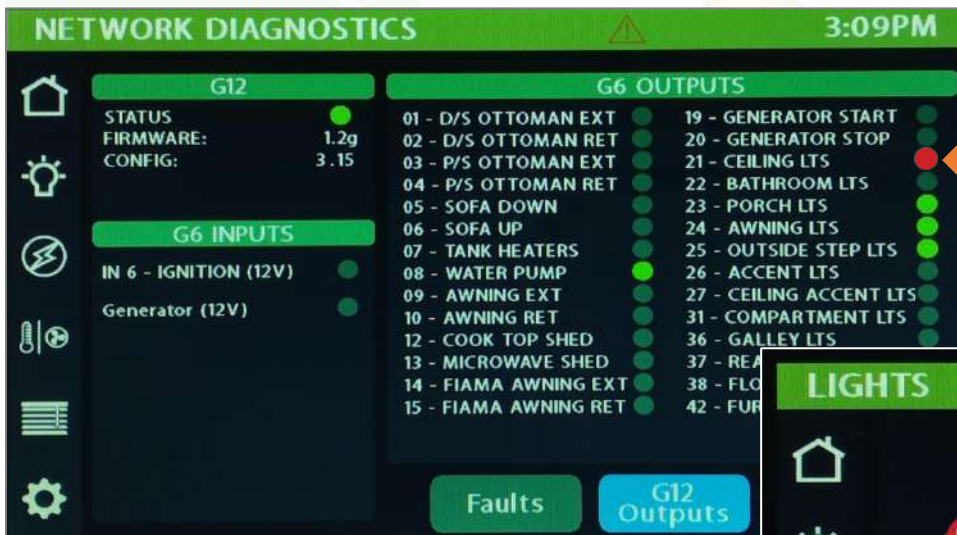 NETWORK DIAGNOSTICS 3:09PM
G12
STATUS
FIRMWARE: 1.2g
CONFIG: 3.15
G6 INPUTS
IN 6 - IGNITION (12V)
Generator (12V)
G6 OUTPUTS
01 - D/S OTTOMAN EXT
02 - D/S OTTOMAN RET
03 - P/S OTTOMAN EXT
04 - P/S OTTOMAN RET
05 - SOFA DOWN
06 - SOFA UP
07 - TANK HEATERS
08 - WATER PUMP
09 - AWNING EXT
10 - AWNING RET
12 - COOK TOP SHED
13 - MICROWAVE SHED
14 - FIAMA AWNING EXT
15 - FIAMA AWNING RET
19 - GENERATOR START
20 - GENERATOR STOP
21 - CEILING LTS
22 - BATHROOM LTS
23 - PORCH LTS
24 - AWNING LTS
25 - OUTSIDE STEP LTS
26 - ACCENT LTS
27 - CEILING ACCENT LTS
31 - COMPARTMENT LTS
36 - GALLEY LTS
37 - REA
38 - FLO
42 - FUR
Faults
G12
Outputs
LIGHTS